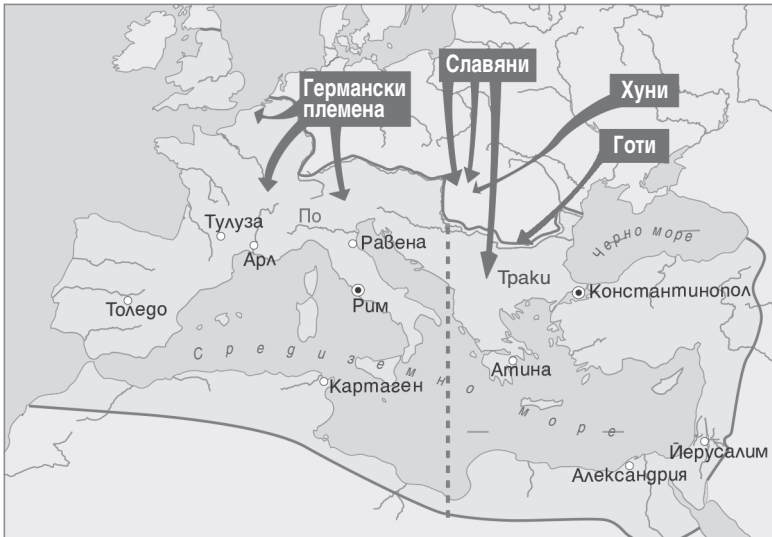 Славяни
Германски
племена
Хуни
Готи
Тулуза
По
Черно море
Арл
Равена
Траки
Толедо
Рим
Константинопол
Средиземно море
Атина
Картаген
Йерусалим
Александрия